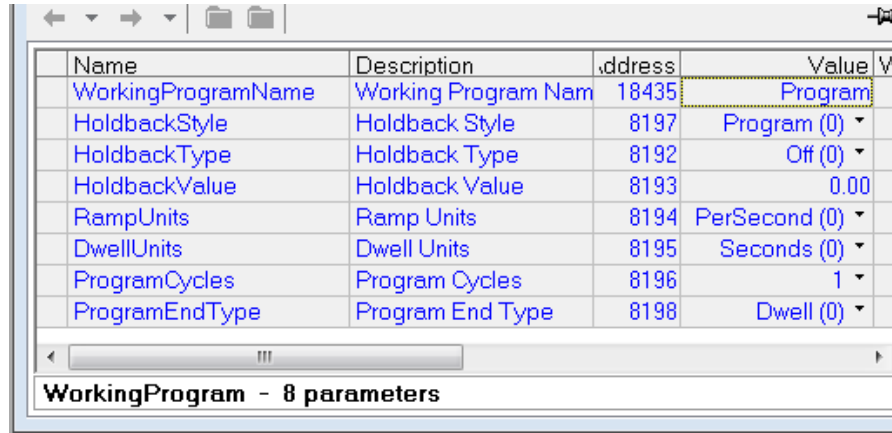 Name Description Address Value
WorkingProgramName Working Program Nam 18435 Program
HoldbackStyle Holdback Style 8197 Program (0)
HoldbackType Holdback Type 8192 Off (0)
HoldbackValue Holdback Value 8193 0.00
RampUnits Ramp Units 8194 PerSecond (0)
DwellUnits Dwell Units 8195 Seconds (0)
ProgramCycles Program Cycles 8196 1
ProgramEndType Program End Type 8198 Dwell (0)
WorkingProgram - 8 parameters